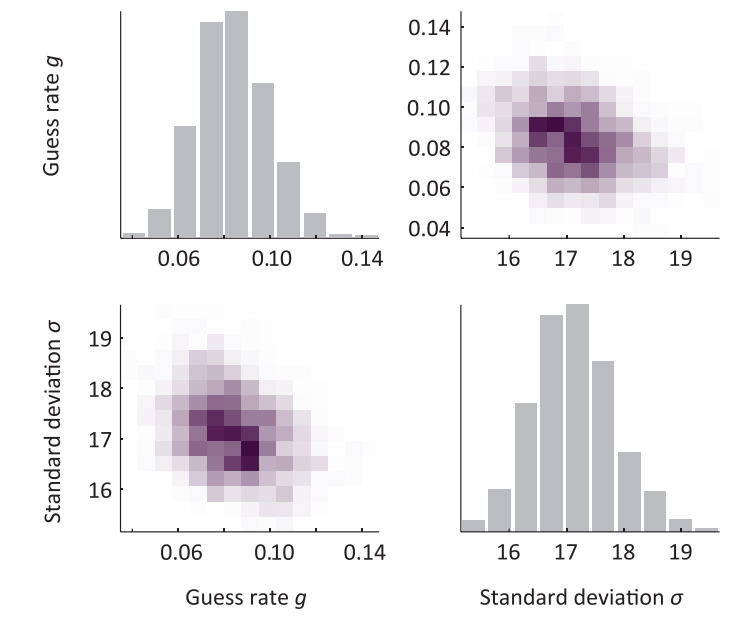 Guess rate g
0.06 0.10 0.14
0.14
0.12
0.10
0.08
0.06
0.04
16 17 18 19
Standard deviation σ
19
18
17
16
0.06 0.10 0.14
Guess rate g
16 17 18 19
Standard deviation σ